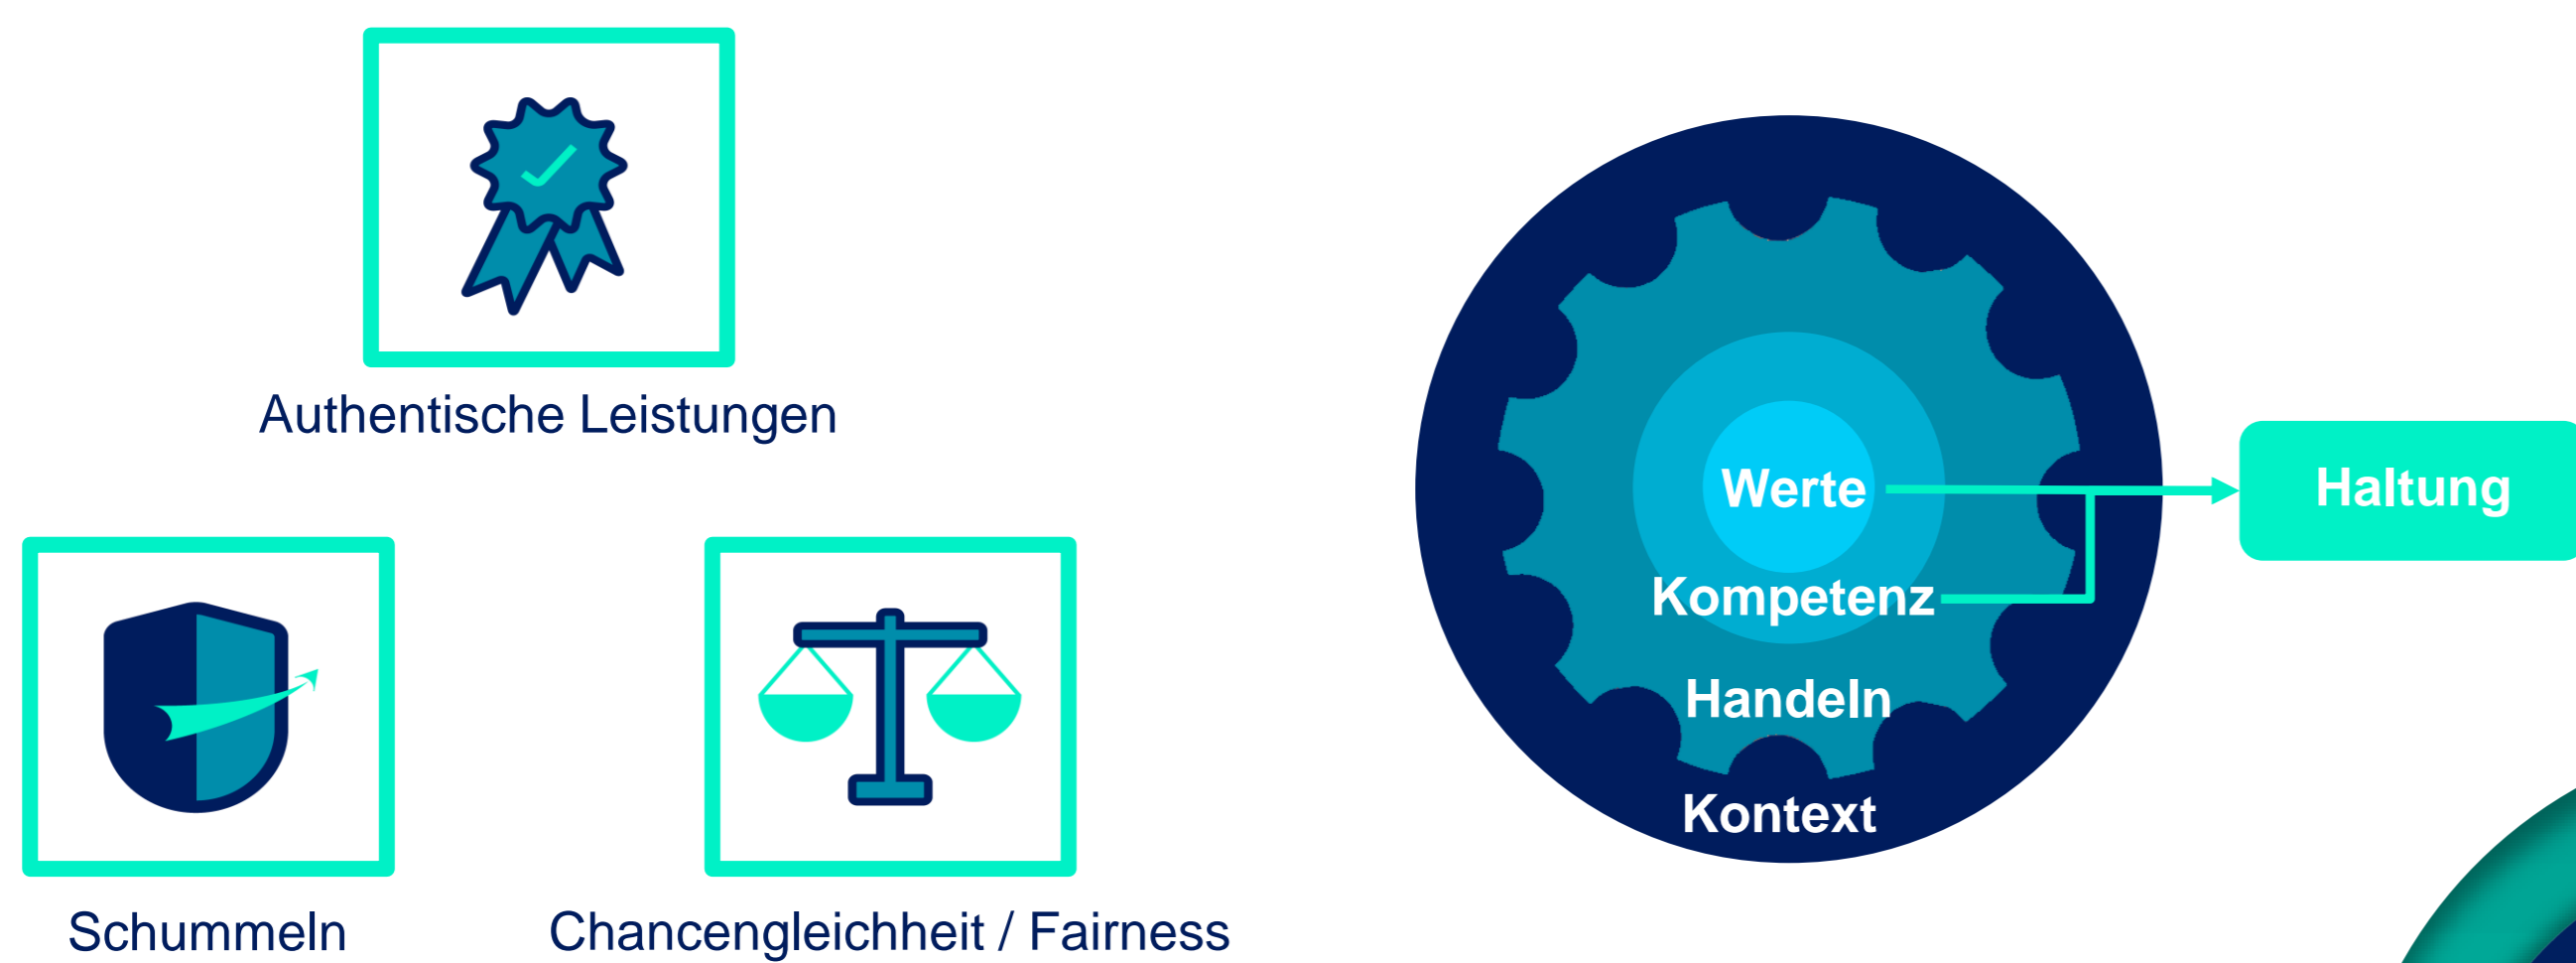 Authentische Leistungen
Schummeln
Chancengleichheit / Fairness
Werte
Kompetenz
Handeln
Kontext
Haltung